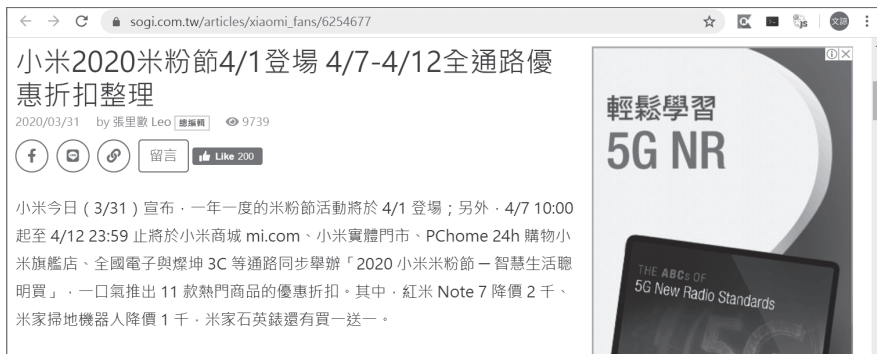 sogi.com.tw/articles/xiaomi_fans/6254677
文諒
小米2020米粉節4/1登場 4/7-4/12全通路優
惠折扣整理
2020/03/31 by 張里歐 Leo 總編輯 9739
留言 Like 200
小米今日(3/31)宣布,一年一度的米粉節活動將於 4/1 登場;另外,4/7 10:00
起至 4/12 23:59 止將於小米商城 mi.com、小米實體門市、PChome 24h 購物小
米旗艦店、全國電子與燦坤 3C 等通路同步舉辦「2020 小米米粉節 — 智慧生活聰
明買」,一口氣推出 11 款熱門商品的優惠折扣。其中,紅米 Note 7 降價 2 千、
米家掃地機器人降價 1 千,米家石英錶還有買一送一。
輕鬆學習
5G NR
THE ABCs OF
5G New Radio Standards